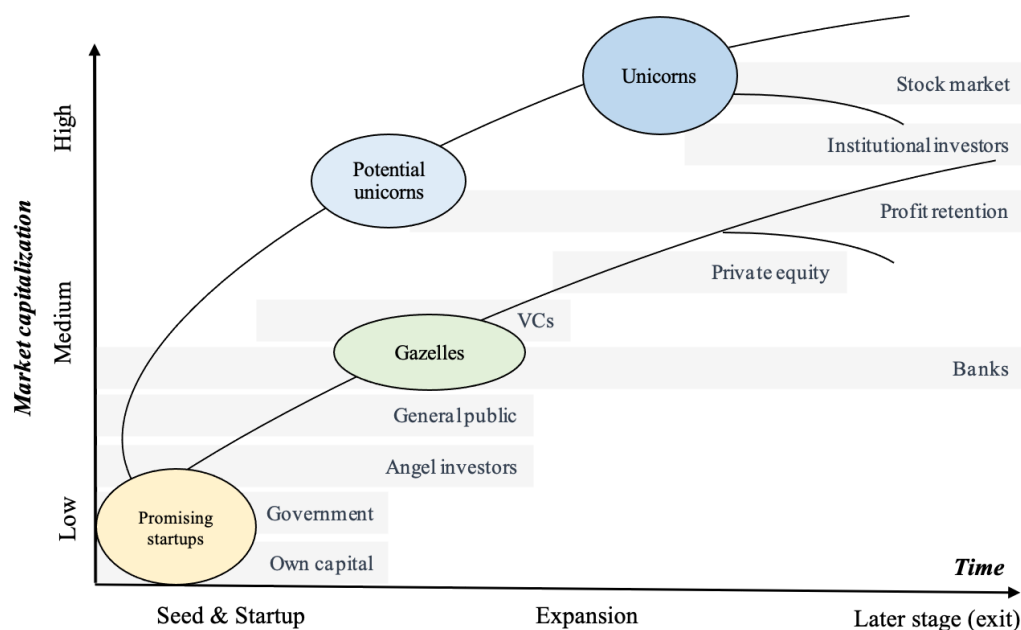 Unicorns
Stock market
High
Institutional investors
Potential
unicorns
Profit retention
Market capitalization
Private equity
Medium
VCs
Gazelles
Banks
General public
Angel investors
Low
Promising
startups
Government
Own capital
Time
Seed & Startup
Expansion
Later stage (exit)